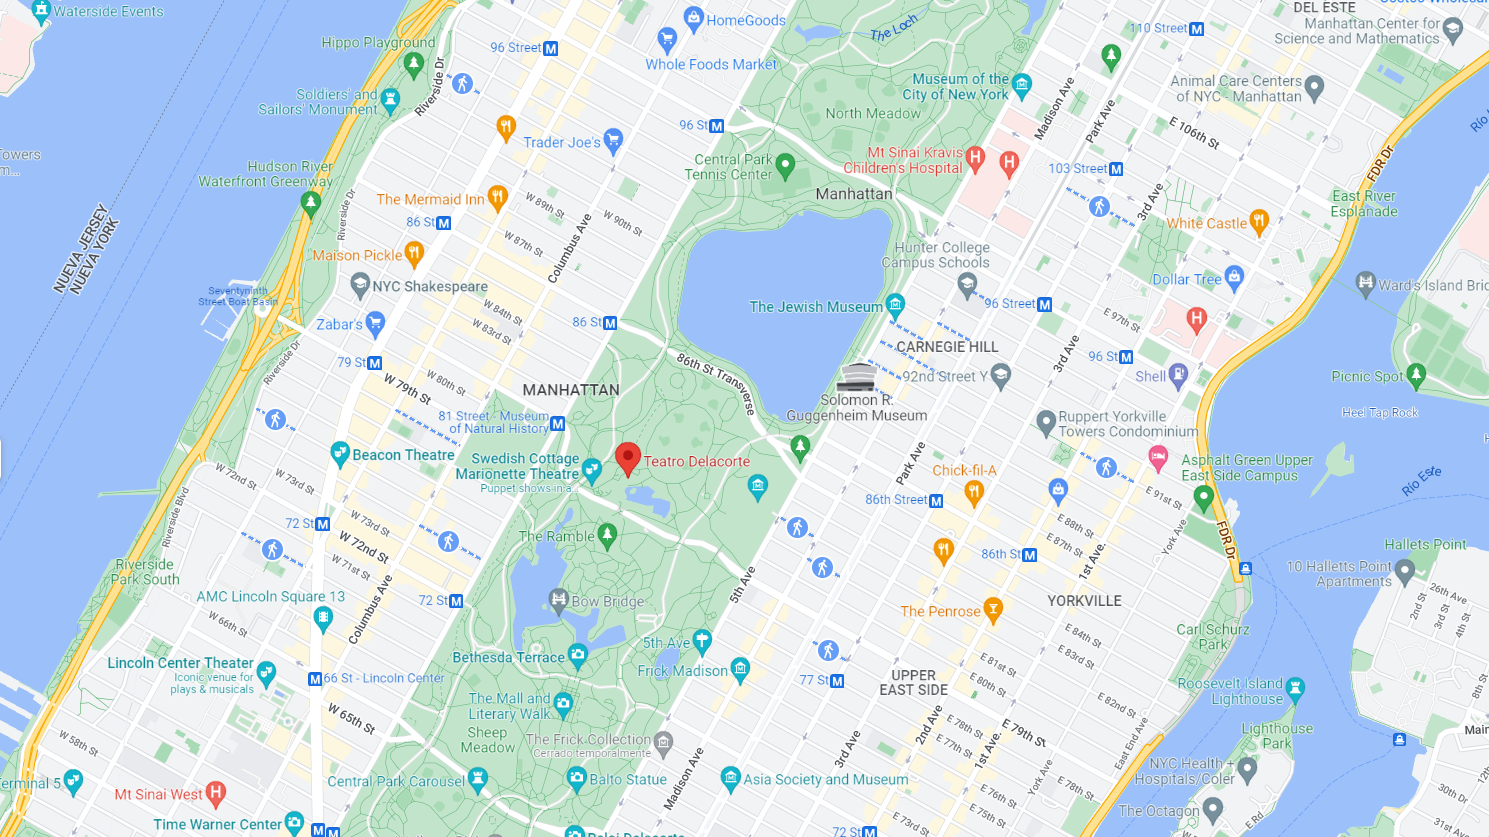 Waterside Events
HomeGoods
The Loch
DEL ESTE
Manhattan Center for
Science and Mathematics
110 Street
Hippo Playground
96 Street
Whole Foods Market
Museum of the
City of New York
Animal Care Centers
of NYC - Manhattan
Soldiers' and
Sailors' Monument
Riverside Dr
Madison Ave
Park Ave
North Meadow
E 106th St
Trader Joe's
96 St
FDR Dr
Towers
Hudson River
Waterfront Greenway
Central Park
Tennis Center
Mt Sinai Kravis
Children's Hospital
103 Street
Manhattan
The Mermaid Inn
W 89th St
W 90th St
Riverside Dr
86 St
3rd Ave
East River
Esplanade
White Castle
NUEVA JERSEY
NUEVA YORK
Maison Pickle
W 87th St
Columbus Ave
Hunter College
Campus Schools
Dollar Tree
Seventyninth
Street Boat Basin
NYC Shakespeare
The Jewish Museum
96 Street
W 84th St
Zabar's
86 St
W 83rd St
E 97th St
CARNEGIE HILL
79 St
Riverside Dr
W 79th St
W 80th St
86th St Transverse
92nd Street Y
3rd Ave
96 St
Shell
Picnic Spot
MANHATTAN
Solomon R.
Guggenheim Museum
81 Street - Museum
of Natural History
Ruppert Yorkville
Towers Condominium
Heel Tap Rock
Beacon Theatre
Swedish Cottage
Marionette Theatre
Puppet shows in a...
Teatro Delacorte
Park Ave
Chick-fil-A
Asphalt Green Upper
East Side Campus
Río Este
W 72nd St
Riverside Blvd
86th Street
E 91st St
72 St
W 73rd St
W 72nd St
W 71st St
The Ramble
E 88th St
E 87th St
York Ave
FDR Dr
Hallets Point
86th St
1st Ave.
10 Halletts Point
Apartments
Riverside
Park South
AMC Lincoln Square 13
Columbus Ave
72 St
Bow Bridge
5th Ave
The Penrose
YORKVILLE
26th Ave
2nd St
3rd St
4th St
W 66th St
5th Ave
E 84th St
E 83rd St
Carl Schurz
Park
Lincoln Center Theater
Iconic venue for
plays & musicals
66 St - Lincoln Center
Bethesda Terrace
Frick Madison
77 St
UPPER
EAST SIDE
E 81st St
E 80th St
E 82nd St
Roosevelt Island
Lighthouse
8th St
The Mall and
Literary Walk
W 65th St
W 58th St
Sheep
Meadow
The Frick Collection
Cerrado temporalmente
2nd Ave
3rd Ave
E 78th St
E 77th St
1st Ave.
E 79th St
East End Ave
Lighthouse
Park
Main
Terminal 5
Mt Sinai West
Central Park Carousel
Balto Statue
Madison Ave
Asia Society and Museum
E 76th St
E 75th St
York Ave
E 78th St
NYC Health +
Hospitals/Coler
30th Dr
Time Warner Center
72 St
The Octagon
E Rd